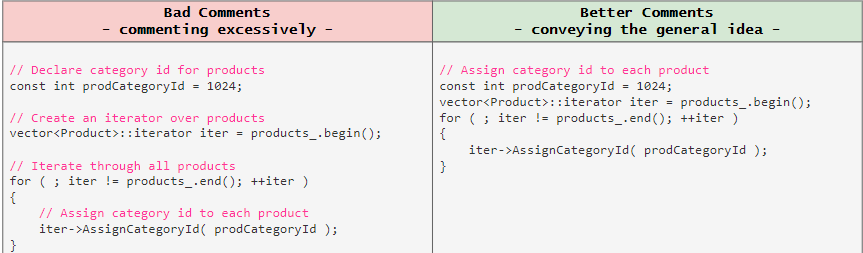 Bad Comments
- commenting excessively -
// Declare category id for products
const int prodCategoryId = 1024;
// Create an iterator over products
vector<Product>::iterator iter = products_.begin();
// Iterate through all products
for ( ; iter != products_.end(); ++iter )
{
// Assign category id to each product
iter->AssignCategoryId( prodCategoryId );
}
Better Comments
- conveying the general idea -
// Assign category id to each product
const int prodCategoryId = 1024;
vector<Product>::iterator iter = products_.begin();
for ( ; iter != products_.end(); ++iter )
{
iter->AssignCategoryId( prodCategoryId );
}